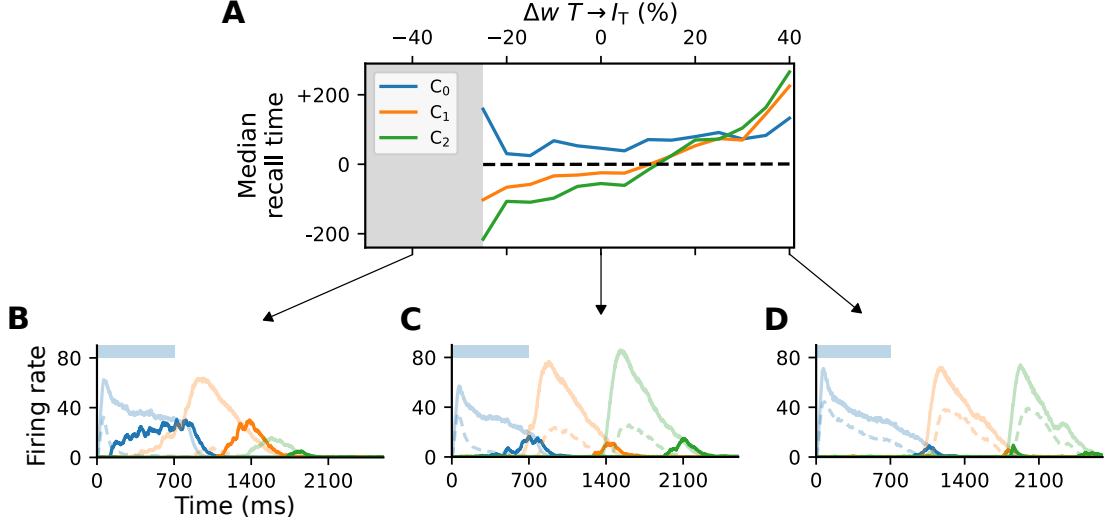 A
Δw T → I_T (%)
−40 −20 0 20 40
+200
0
-200
Median
recall time
C₀
C₁
C₂
B
C
D
80
40
0
Firing rate
0 700 1400 2100
Time (ms)
80
40
0
0 700 1400 2100
80
40
0
0 700 1400 2100